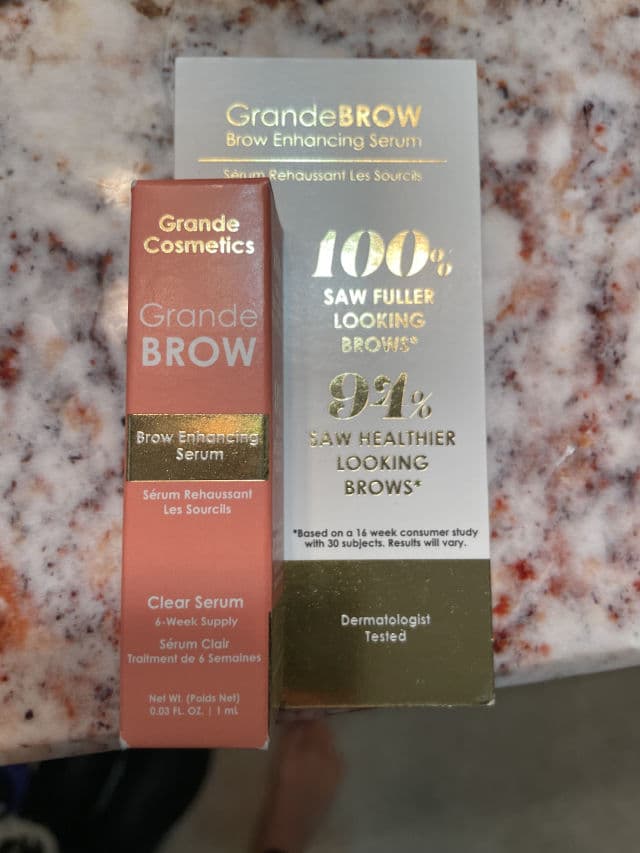 GrandeBROW
Brow Enhancing Serum
Sérum Rehaussant Les Sourcils
100%
SAW FULLER
LOOKING
BROWS*
94%
SAW HEALTHIER
LOOKING
BROWS*
*Based on a 16 week consumer study
with 30 subjects. Results will vary.
Dermatologist
Tested
Grande
Cosmetics
Grande
BROW
Brow Enhancing
Serum
Sérum Rehaussant
Les Sourcils
Clear Serum
6-Week Supply
Sérum Clair
Traitment de 6 Semaines
Net Wt. (Poids Net)
0.03 FL. OZ. | 1 mL